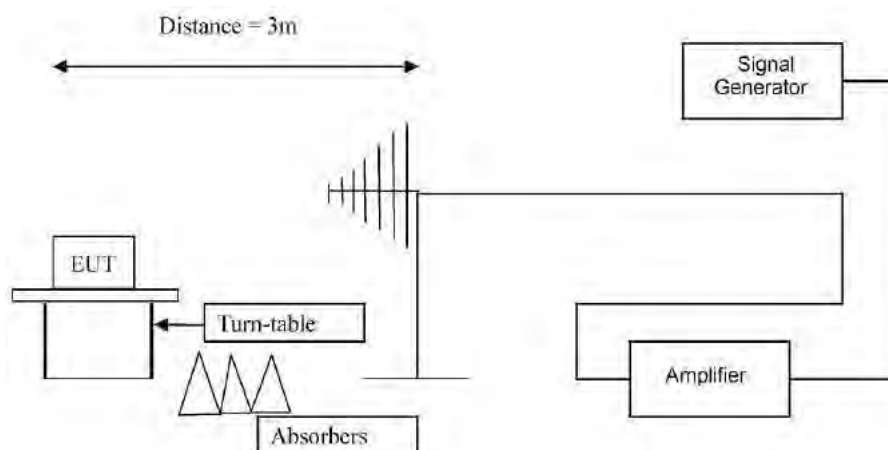 Distance = 3m
Signal
Generator
EUT
Turn-table
Amplifier
Absorbers